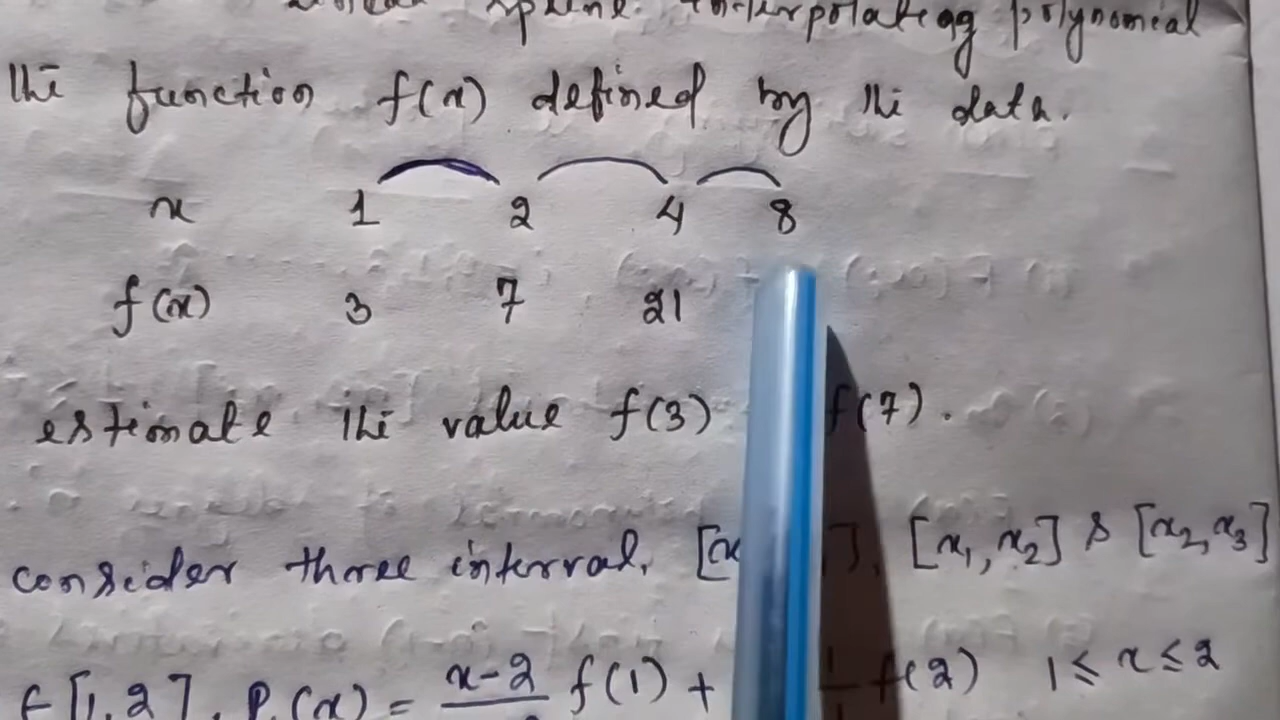 spline interpolating polynomial
the function f(x) defined by the data.
x 1 2 4 8
f(x) 3 7 21
estimate the value f(3) f(7).
consider three interval, [x ], [x₁, x₂] & [x₂, x₃]
[1, 2], P₁(x) = x-2 f(1) + f(2) 1 ≤ x ≤ 2